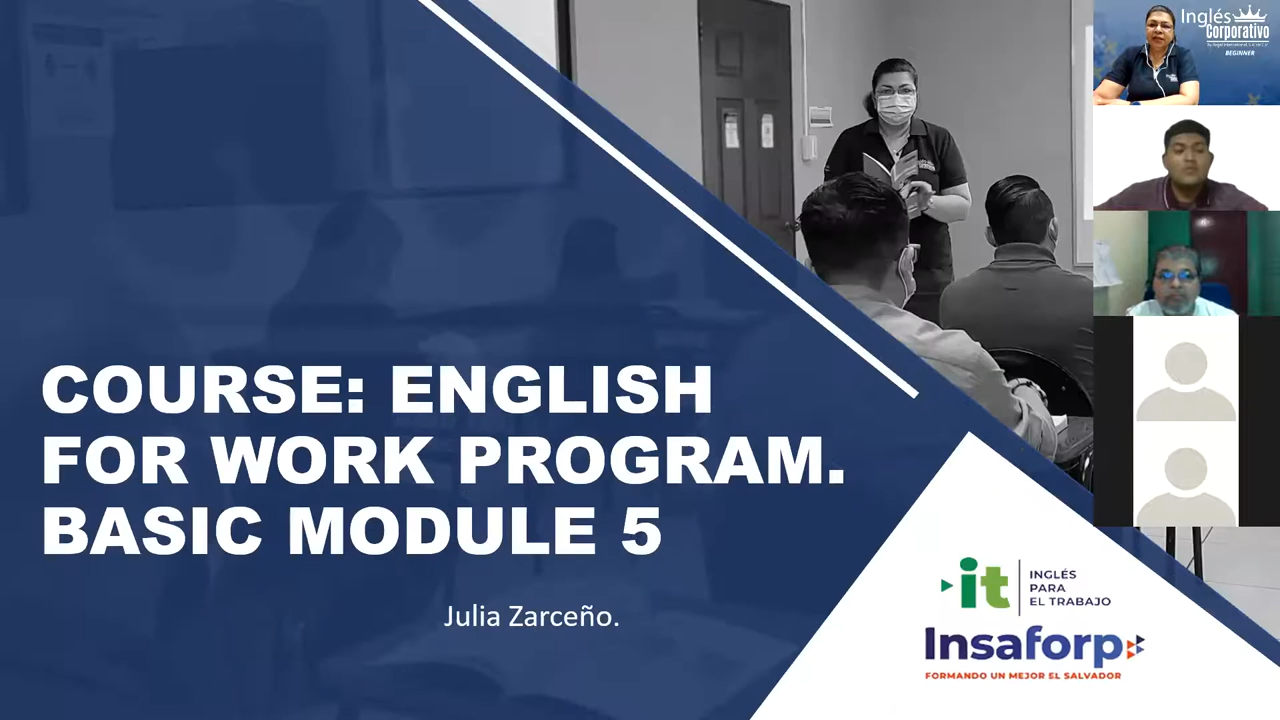 COURSE: ENGLISH
FOR WORK PROGRAM.
BASIC MODULE 5
Julia Zarceño.
it
INGLÉS
PARA
EL TRABAJO
Insaforp
FORMANDO UN MEJOR EL SALVADOR
Inglés
Corporativo
BEGINNER